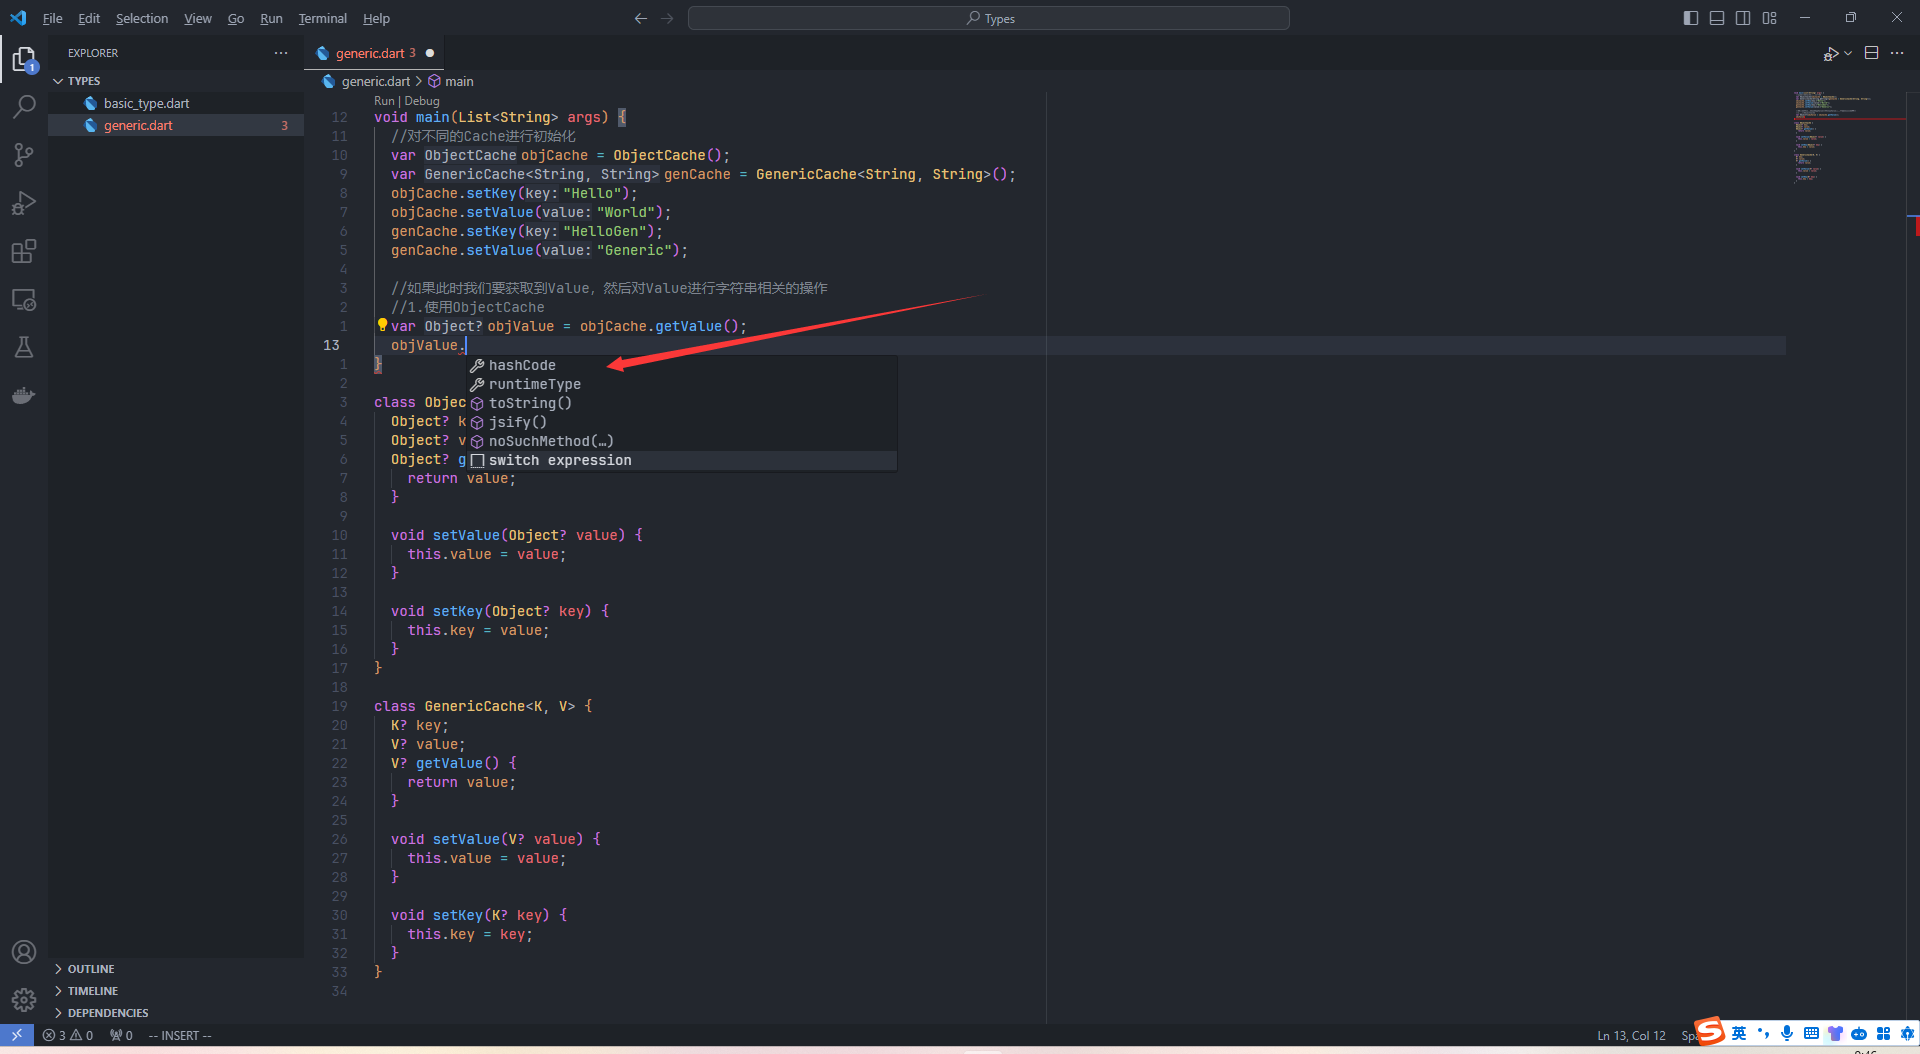 File Edit Selection View Go Run Terminal Help
Types
EXPLORER
TYPES
basic_type.dart
generic.dart 3
1
generic.dart 3
generic.dart > main
Run | Debug
12 void main(List<String> args) {
11 //对不同的Cache进行初始化
10 var ObjectCache objCache = ObjectCache();
9 var GenericCache<String, String> genCache = GenericCache<String, String>();
8 objCache.setKey(key: "Hello");
7 objCache.setValue(value: "World");
6 genCache.setKey(key: "HelloGen");
5 genCache.setValue(value: "Generic");
4
3 //如果此时我们要获取到Value，然后对Value进行字符串相关的操作
2 //1.使用ObjectCache
1 var Object? objValue = objCache.getValue();
13 objValue.
1 }
hashCode
2
runtimeType
3 class Objec
toString()
4 Object? k
jsify()
5 Object? v
noSuchMethod(…)
6 Object? g
switch expression
7 return value;
8 }
9
10 void setValue(Object? value) {
11 this.value = value;
12 }
13
14 void setKey(Object? key) {
15 this.key = value;
16 }
17 }
18
19 class GenericCache<K, V> {
20 K? key;
21 V? value;
22 V? getValue() {
23 return value;
24 }
25
26 void setValue(V? value) {
27 this.value = value;
28 }
29
30 void setKey(K? key) {
31 this.key = key;
32 }
33 }
34
OUTLINE
TIMELINE
DEPENDENCIES
3 0 0 -- INSERT --
Ln 13, Col 12
S 英